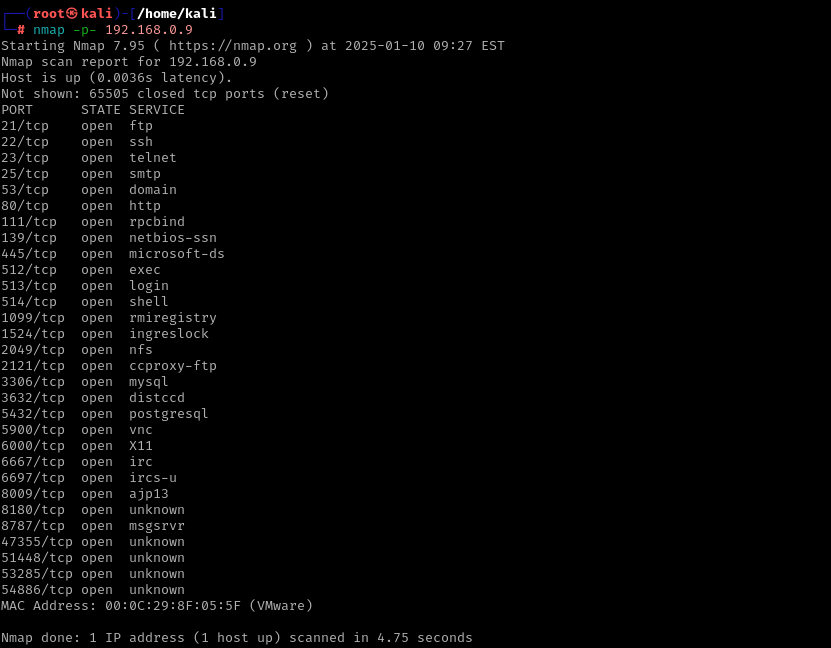 ┌──(root㉿kali)-[/home/kali]
└─# nmap -p- 192.168.0.9
Starting Nmap 7.95 ( https://nmap.org ) at 2025-01-10 09:27 EST
Nmap scan report for 192.168.0.9
Host is up (0.0036s latency).
Not shown: 65505 closed tcp ports (reset)
PORT      STATE SERVICE
21/tcp    open  ftp
22/tcp    open  ssh
23/tcp    open  telnet
25/tcp    open  smtp
53/tcp    open  domain
80/tcp    open  http
111/tcp   open  rpcbind
139/tcp   open  netbios-ssn
445/tcp   open  microsoft-ds
512/tcp   open  exec
513/tcp   open  login
514/tcp   open  shell
1099/tcp  open  rmiregistry
1524/tcp  open  ingreslock
2049/tcp  open  nfs
2121/tcp  open  ccproxy-ftp
3306/tcp  open  mysql
3632/tcp  open  distccd
5432/tcp  open  postgresql
5900/tcp  open  vnc
6000/tcp  open  X11
6667/tcp  open  irc
6697/tcp  open  ircs-u
8009/tcp  open  ajp13
8180/tcp  open  unknown
8787/tcp  open  msgsrvr
47355/tcp open  unknown
51448/tcp open  unknown
53285/tcp open  unknown
54886/tcp open  unknown
MAC Address: 00:0C:29:8F:05:5F (VMware)
Nmap done: 1 IP address (1 host up) scanned in 4.75 seconds